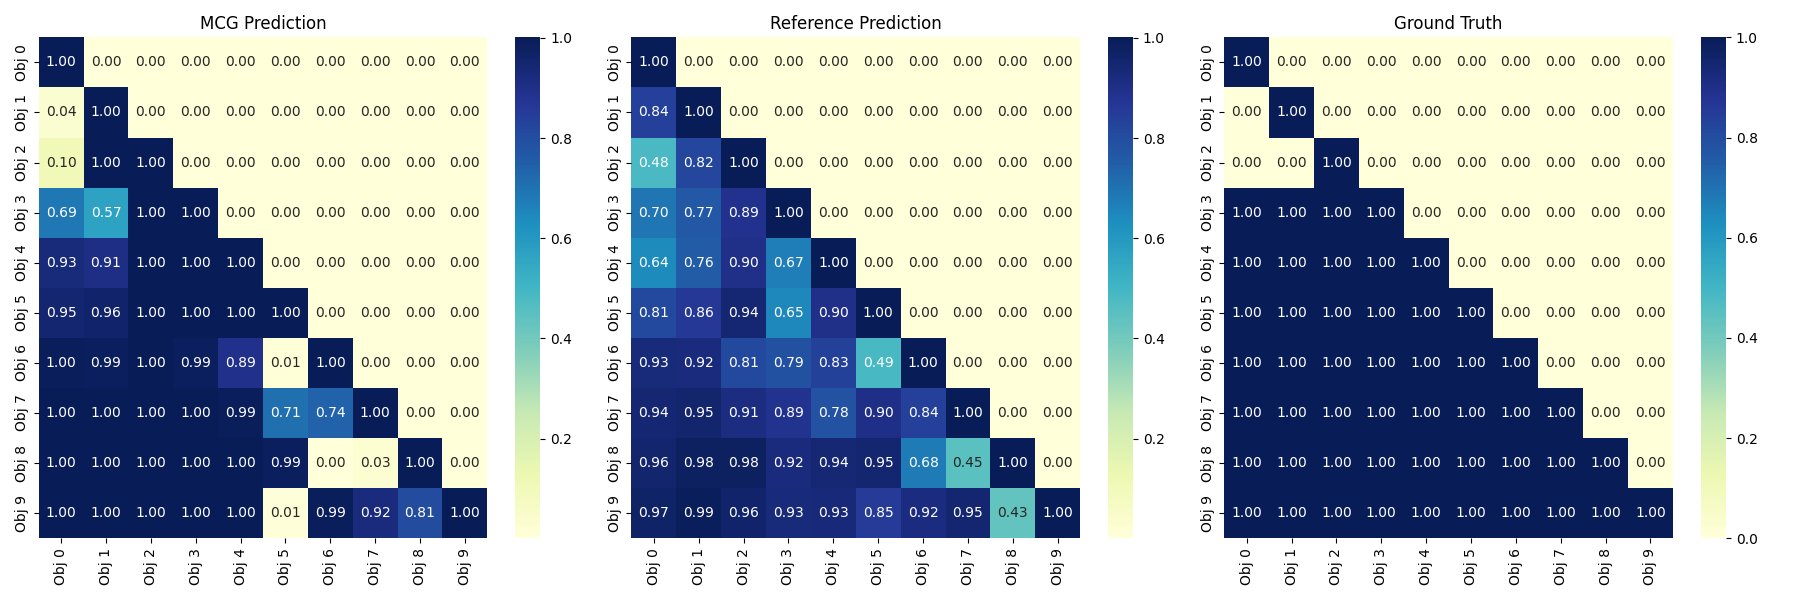 MCG Prediction
Obj 0 1.00 0.00 0.00 0.00 0.00 0.00 0.00 0.00 0.00 0.00
Obj 1 0.04 1.00 0.00 0.00 0.00 0.00 0.00 0.00 0.00 0.00
Obj 2 0.10 1.00 1.00 0.00 0.00 0.00 0.00 0.00 0.00 0.00
Obj 3 0.69 0.57 1.00 1.00 0.00 0.00 0.00 0.00 0.00 0.00
Obj 4 0.93 0.91 1.00 1.00 1.00 0.00 0.00 0.00 0.00 0.00
Obj 5 0.95 0.96 1.00 1.00 1.00 1.00 0.00 0.00 0.00 0.00
Obj 6 1.00 0.99 1.00 0.99 0.89 0.01 1.00 0.00 0.00 0.00
Obj 7 1.00 1.00 1.00 1.00 0.99 0.71 0.74 1.00 0.00 0.00
Obj 8 1.00 1.00 1.00 1.00 1.00 0.99 0.00 0.03 1.00 0.00
Obj 9 1.00 1.00 1.00 1.00 1.00 0.01 0.99 0.92 0.81 1.00
Obj 0 Obj 1 Obj 2 Obj 3 Obj 4 Obj 5 Obj 6 Obj 7 Obj 8 Obj 9
1.0
0.8
0.6
0.4
0.2
Reference Prediction
Obj 0 1.00 0.00 0.00 0.00 0.00 0.00 0.00 0.00 0.00 0.00
Obj 1 0.84 1.00 0.00 0.00 0.00 0.00 0.00 0.00 0.00 0.00
Obj 2 0.48 0.82 1.00 0.00 0.00 0.00 0.00 0.00 0.00 0.00
Obj 3 0.70 0.77 0.89 1.00 0.00 0.00 0.00 0.00 0.00 0.00
Obj 4 0.64 0.76 0.90 0.67 1.00 0.00 0.00 0.00 0.00 0.00
Obj 5 0.81 0.86 0.94 0.65 0.90 1.00 0.00 0.00 0.00 0.00
Obj 6 0.93 0.92 0.81 0.79 0.83 0.49 1.00 0.00 0.00 0.00
Obj 7 0.94 0.95 0.91 0.89 0.78 0.90 0.84 1.00 0.00 0.00
Obj 8 0.96 0.98 0.98 0.92 0.94 0.95 0.68 0.45 1.00 0.00
Obj 9 0.97 0.99 0.96 0.93 0.93 0.85 0.92 0.95 0.43 1.00
Obj 0 Obj 1 Obj 2 Obj 3 Obj 4 Obj 5 Obj 6 Obj 7 Obj 8 Obj 9
1.0
0.8
0.6
0.4
0.2
Ground Truth
Obj 0 1.00 0.00 0.00 0.00 0.00 0.00 0.00 0.00 0.00 0.00
Obj 1 0.00 1.00 0.00 0.00 0.00 0.00 0.00 0.00 0.00 0.00
Obj 2 0.00 0.00 1.00 0.00 0.00 0.00 0.00 0.00 0.00 0.00
Obj 3 1.00 1.00 1.00 1.00 0.00 0.00 0.00 0.00 0.00 0.00
Obj 4 1.00 1.00 1.00 1.00 1.00 0.00 0.00 0.00 0.00 0.00
Obj 5 1.00 1.00 1.00 1.00 1.00 1.00 0.00 0.00 0.00 0.00
Obj 6 1.00 1.00 1.00 1.00 1.00 1.00 1.00 0.00 0.00 0.00
Obj 7 1.00 1.00 1.00 1.00 1.00 1.00 1.00 1.00 0.00 0.00
Obj 8 1.00 1.00 1.00 1.00 1.00 1.00 1.00 1.00 1.00 0.00
Obj 9 1.00 1.00 1.00 1.00 1.00 1.00 1.00 1.00 1.00 1.00
Obj 0 Obj 1 Obj 2 Obj 3 Obj 4 Obj 5 Obj 6 Obj 7 Obj 8 Obj 9
1.0
0.8
0.6
0.4
0.2
0.0